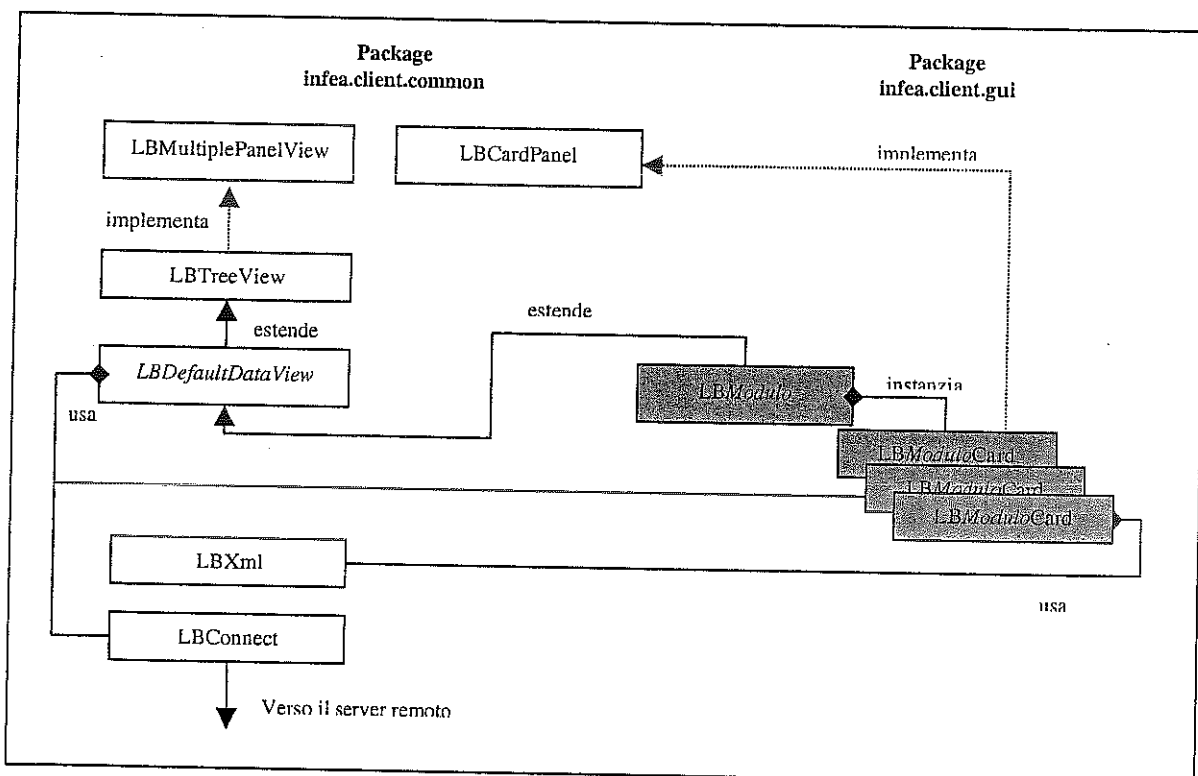 Package
infea.client.common
Package
infea.client.gui
LBMultiplePanelView
LBCardPanel
implementa
implementa
LBTreeView
estende
estende
LBDefaultDataView
LBModulo
instanzia
usa
LBModuloCard
LBModuloCard
LBModuloCard
LBXml
usa
LBConnect
Verso il server remoto